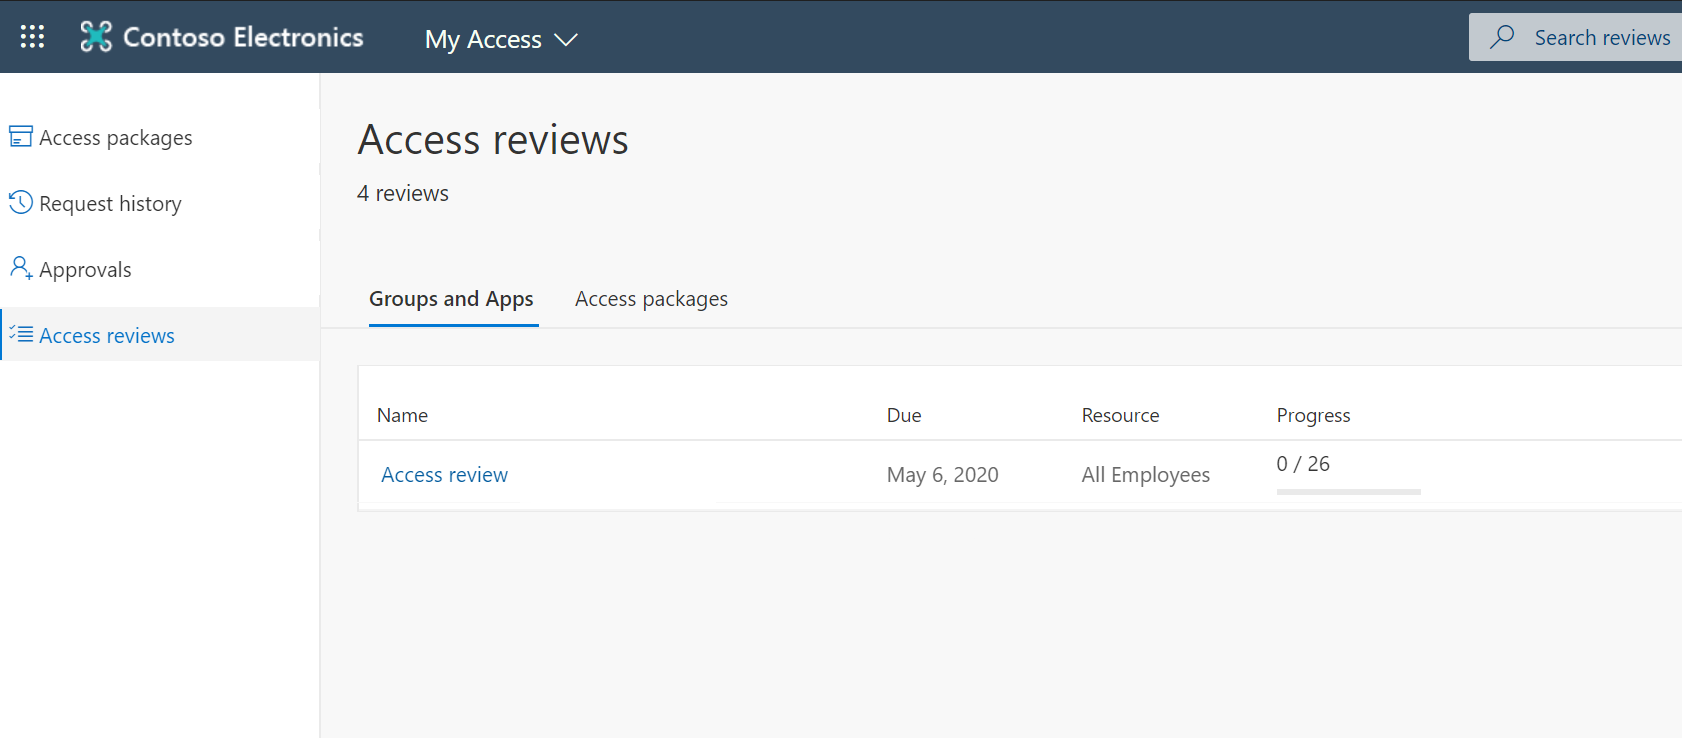 Contoso Electronics
My Access
Search reviews
Access packages
Request history
Approvals
Access reviews
Access reviews
4 reviews
Groups and Apps Access packages
Name Due Resource Progress
Access review May 6, 2020 All Employees 0 / 26